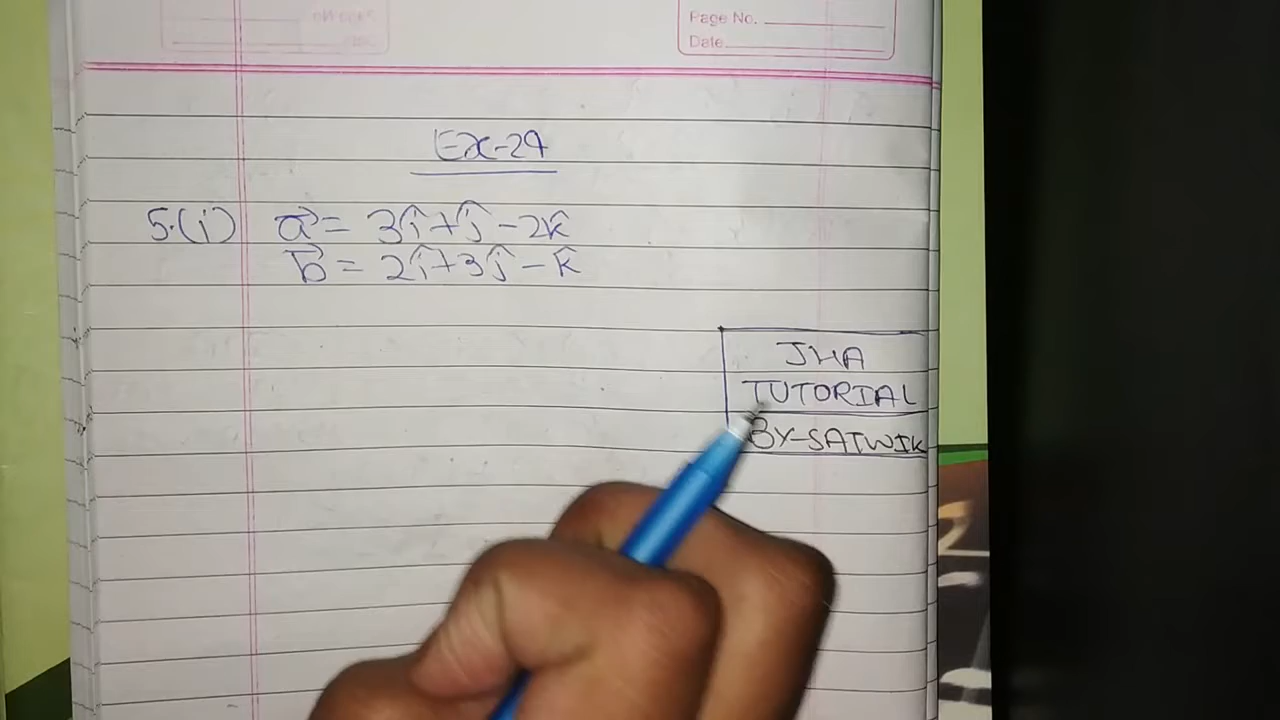 Page No.
Date
Ex-24
5.(i) a⃗ = 3î+ĵ-2k̂
b⃗ = 2î+3ĵ-k̂
JHA
TUTORIAL
BY-SATWIK